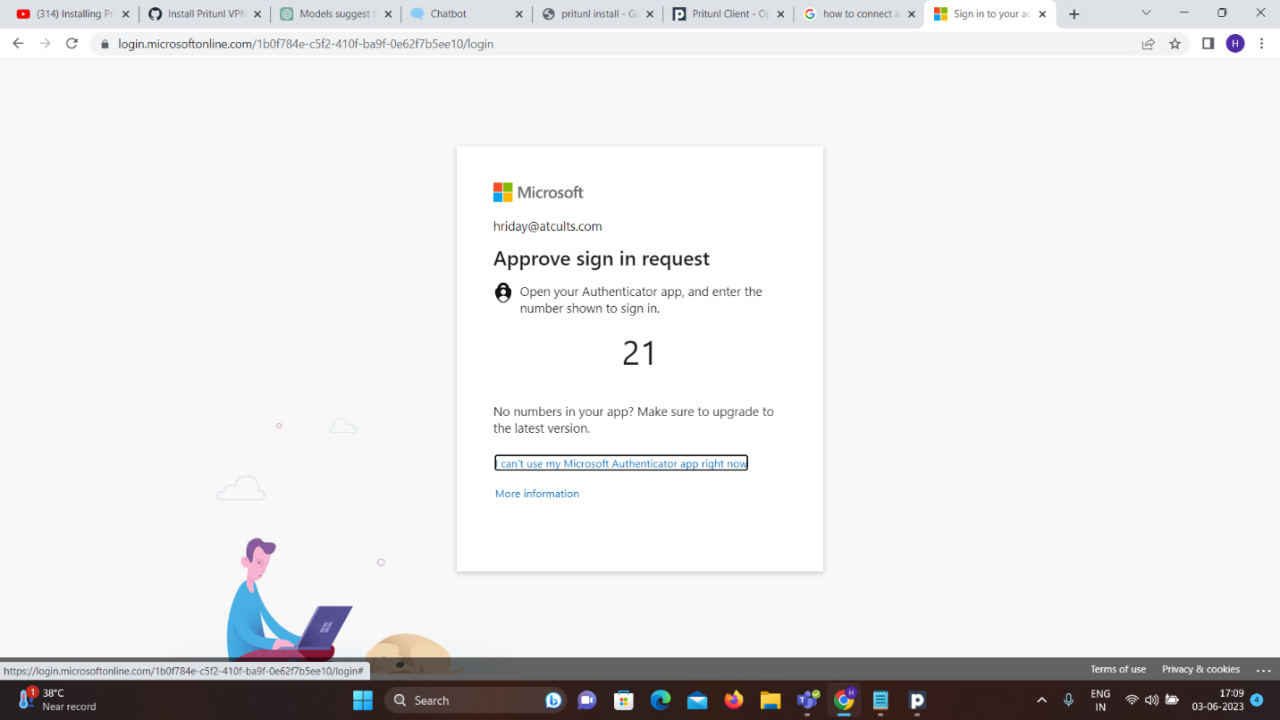 (314) Installing Pri
Install Pritunl VPN
Models suggest t
Chatbot
pritunl install - Go
Pritunl Client - Op
how to connect a
Sign in to your ac
login.microsoftonline.com/1b0f784e-c5f2-410f-ba9f-0e62f7b5ee10/login
H
Microsoft
hriday@atcults.com
Approve sign in request
Open your Authenticator app, and enter the
number shown to sign in.
21
No numbers in your app? Make sure to upgrade to
the latest version.
I can't use my Microsoft Authenticator app right now
More information
https://login.microsoftonline.com/1b0f784e-c5f2-410f-ba9f-0e62f7b5ee10/login#
Terms of use Privacy & cookies ...
1
38°C
Near record
Search
H
ENG
IN
17:09
03-06-2023
4